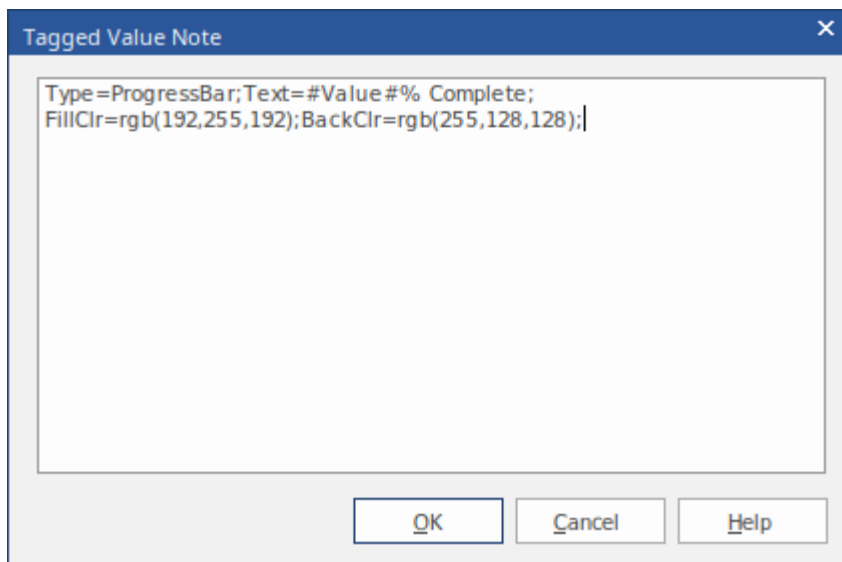 Tagged Value Note
Type=ProgressBar;Text=#Value#% Complete;
FillClr=rgb(192,255,192);BackClr=rgb(255,128,128);
OK Cancel Help